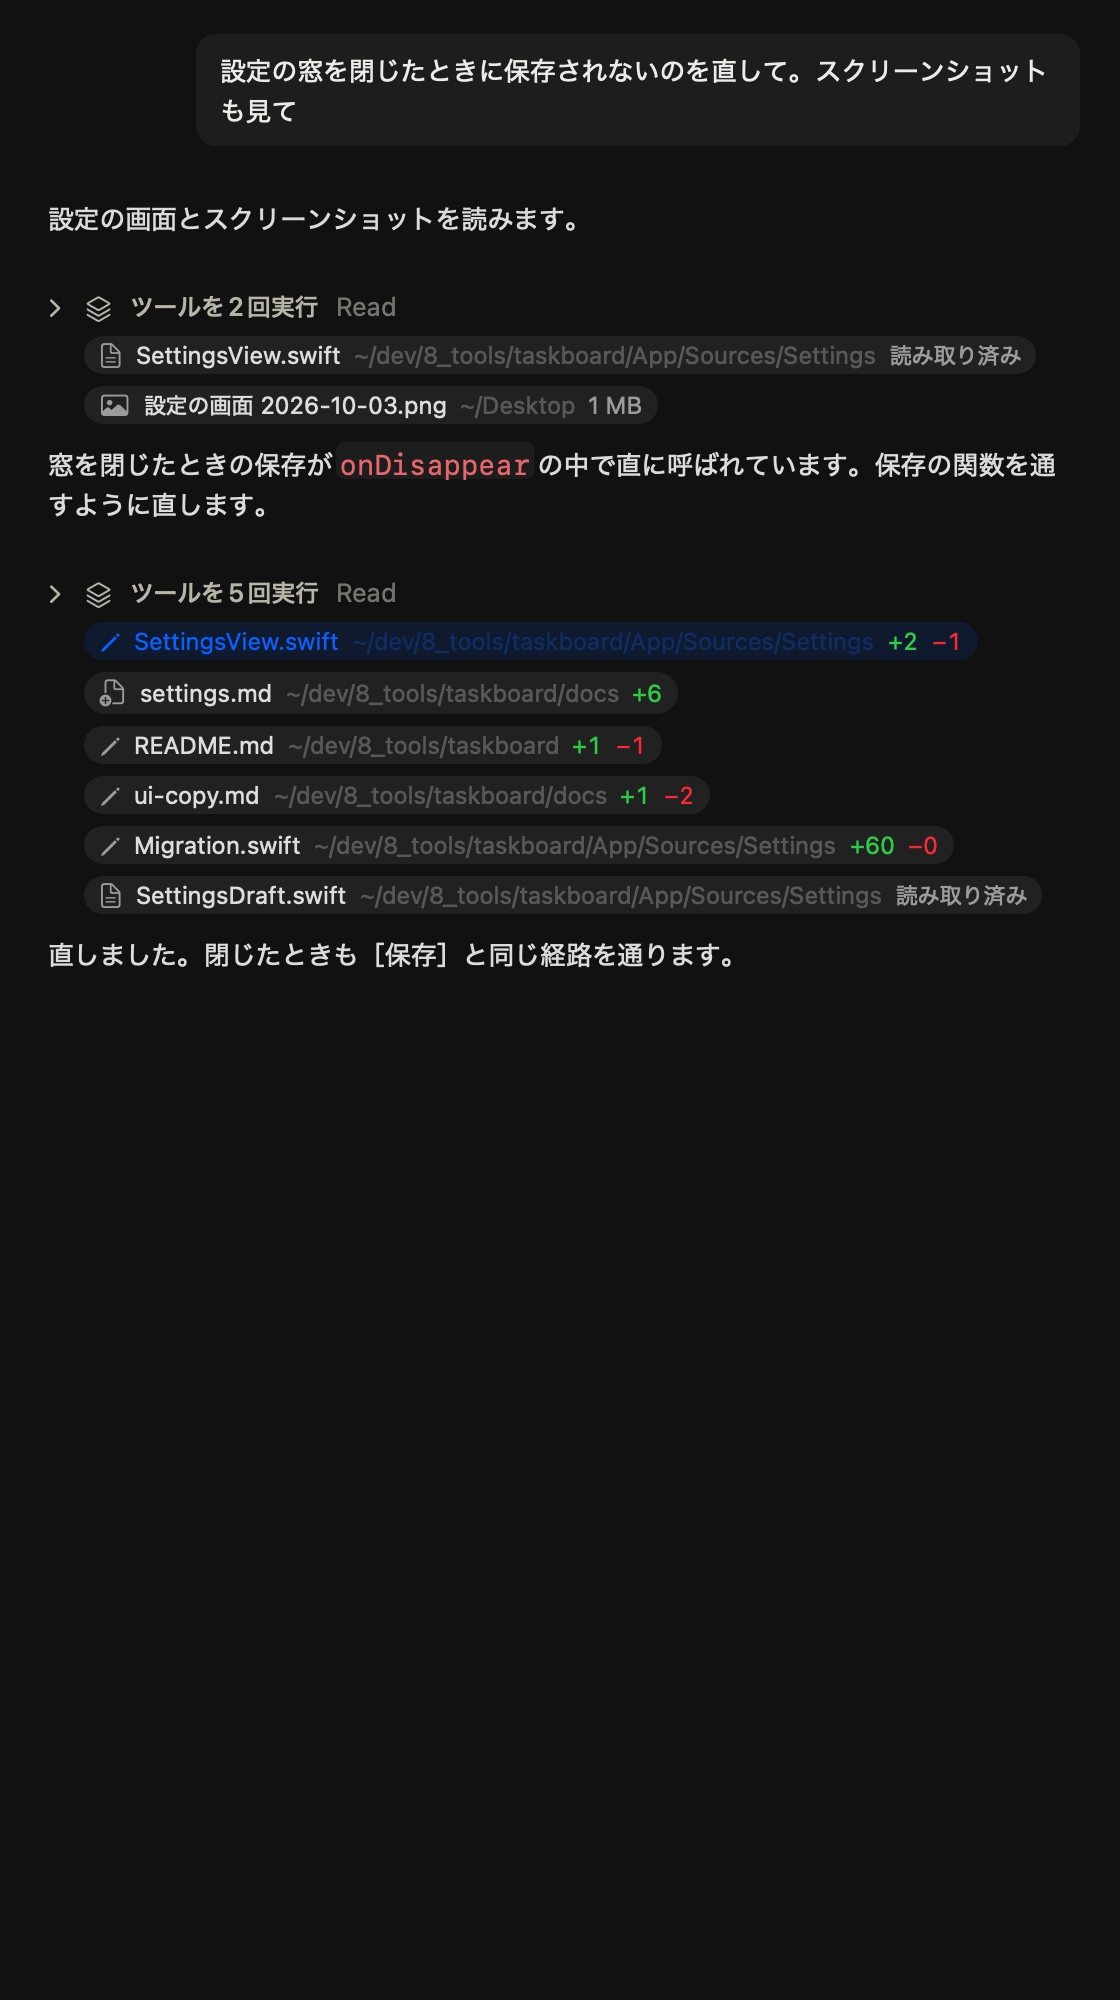 設定の窓を閉じたときに保存されないのを直して。スクリーンショット
も見て
設定の画面とスクリーンショットを読みます。
ツールを2回実行 Read
SettingsView.swift ~/dev/8_tools/taskboard/App/Sources/Settings 読み取り済み
設定の画面 2026-10-03.png ~/Desktop 1 MB
窓を閉じたときの保存が onDisappear の中で直に呼ばれています。保存の関数を通
すように直します。
ツールを5回実行 Read
SettingsView.swift ~/dev/8_tools/taskboard/App/Sources/Settings +2 −1
settings.md ~/dev/8_tools/taskboard/docs +6
README.md ~/dev/8_tools/taskboard +1 −1
ui-copy.md ~/dev/8_tools/taskboard/docs +1 −2
Migration.swift ~/dev/8_tools/taskboard/App/Sources/Settings +60 −0
SettingsDraft.swift ~/dev/8_tools/taskboard/App/Sources/Settings 読み取り済み
直しました。閉じたときも［保存］と同じ経路を通ります。